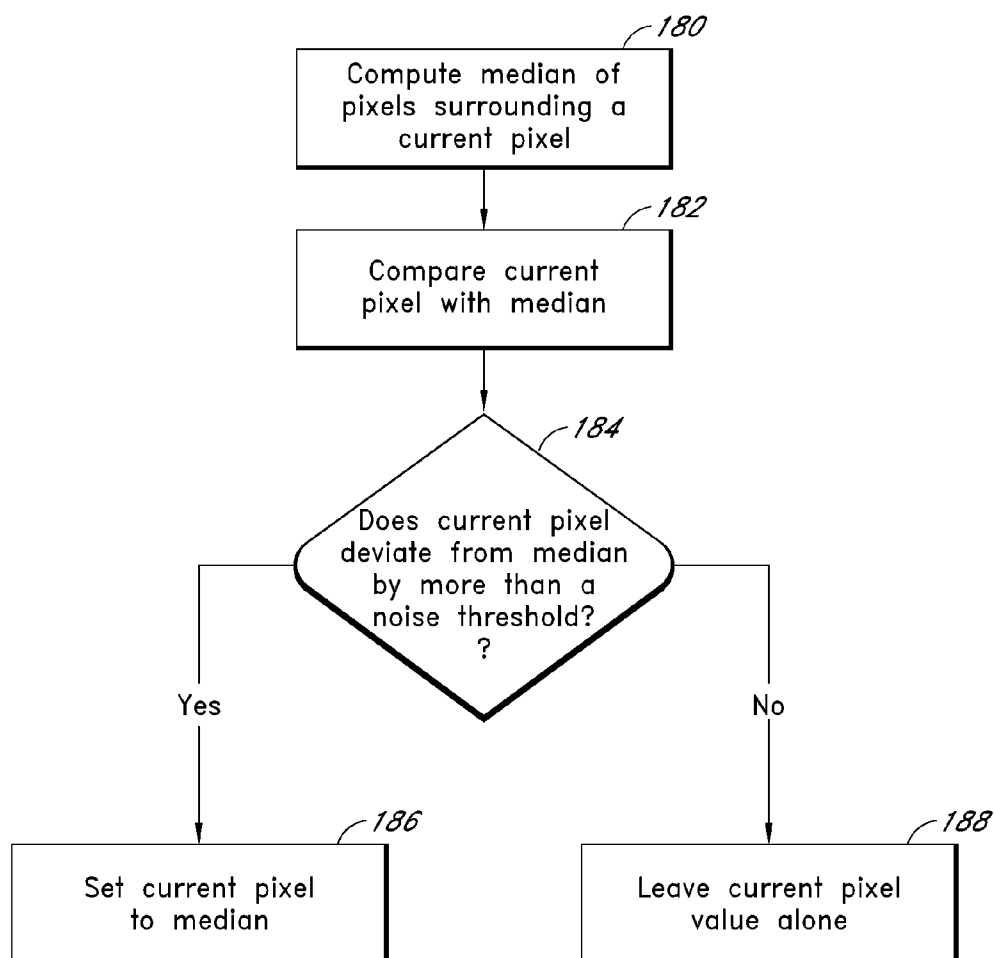 180
Compute median of
pixels surrounding a
current pixel
182
Compare current
pixel with median
184
Does current pixel
deviate from median
by more than a
noise threshold?
?
Yes
No
186
Set current pixel
to median
188
Leave current pixel
value alone